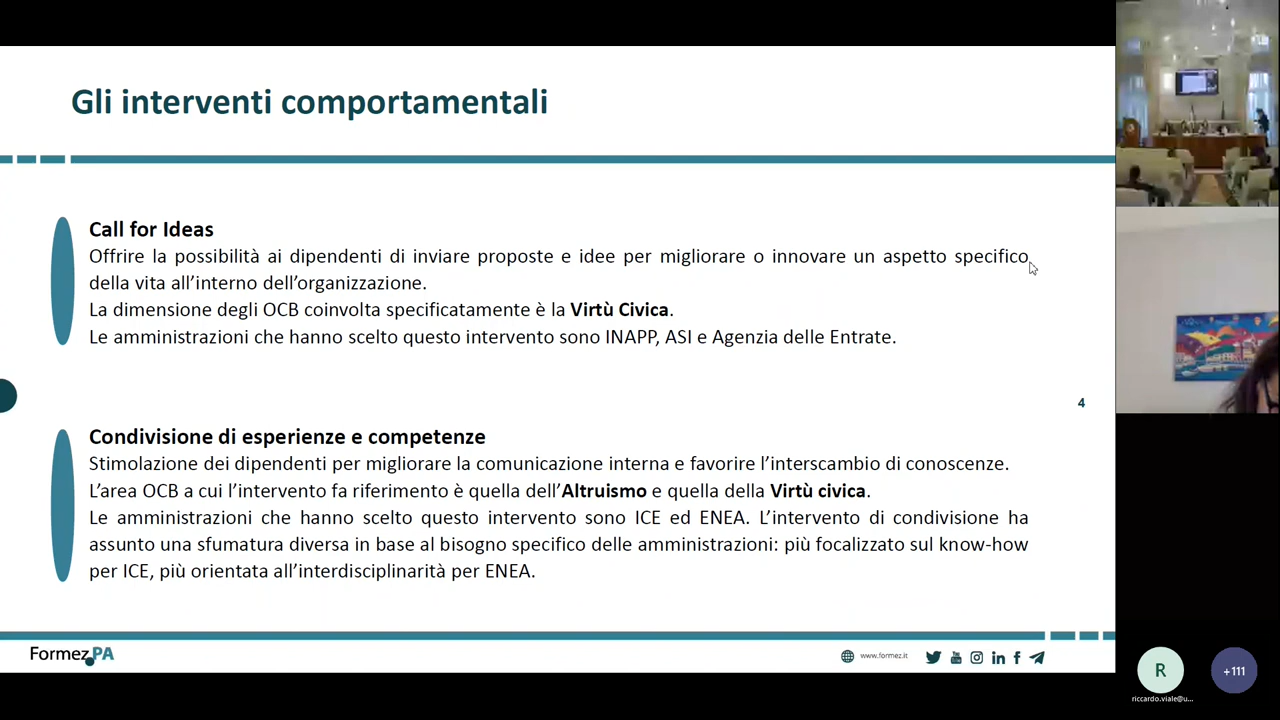 Gli interventi comportamentali
Call for Ideas
Offrire la possibilità ai dipendenti di inviare proposte e idee per migliorare o innovare un aspetto specifico
della vita all’interno dell’organizzazione.
La dimensione degli OCB coinvolta specificatamente è la Virtù Civica.
Le amministrazioni che hanno scelto questo intervento sono INAPP, ASI e Agenzia delle Entrate.
4
Condivisione di esperienze e competenze
Stimolazione dei dipendenti per migliorare la comunicazione interna e favorire l’interscambio di conoscenze.
L’area OCB a cui l’intervento fa riferimento è quella dell’Altruismo e quella della Virtù civica.
Le amministrazioni che hanno scelto questo intervento sono ICE ed ENEA. L’intervento di condivisione ha
assunto una sfumatura diversa in base al bisogno specifico delle amministrazioni: più focalizzato sul know-how
per ICE, più orientata all’interdisciplinarità per ENEA.
Formez PA
www.formez.it
R
+111
riccardo.viale@u...